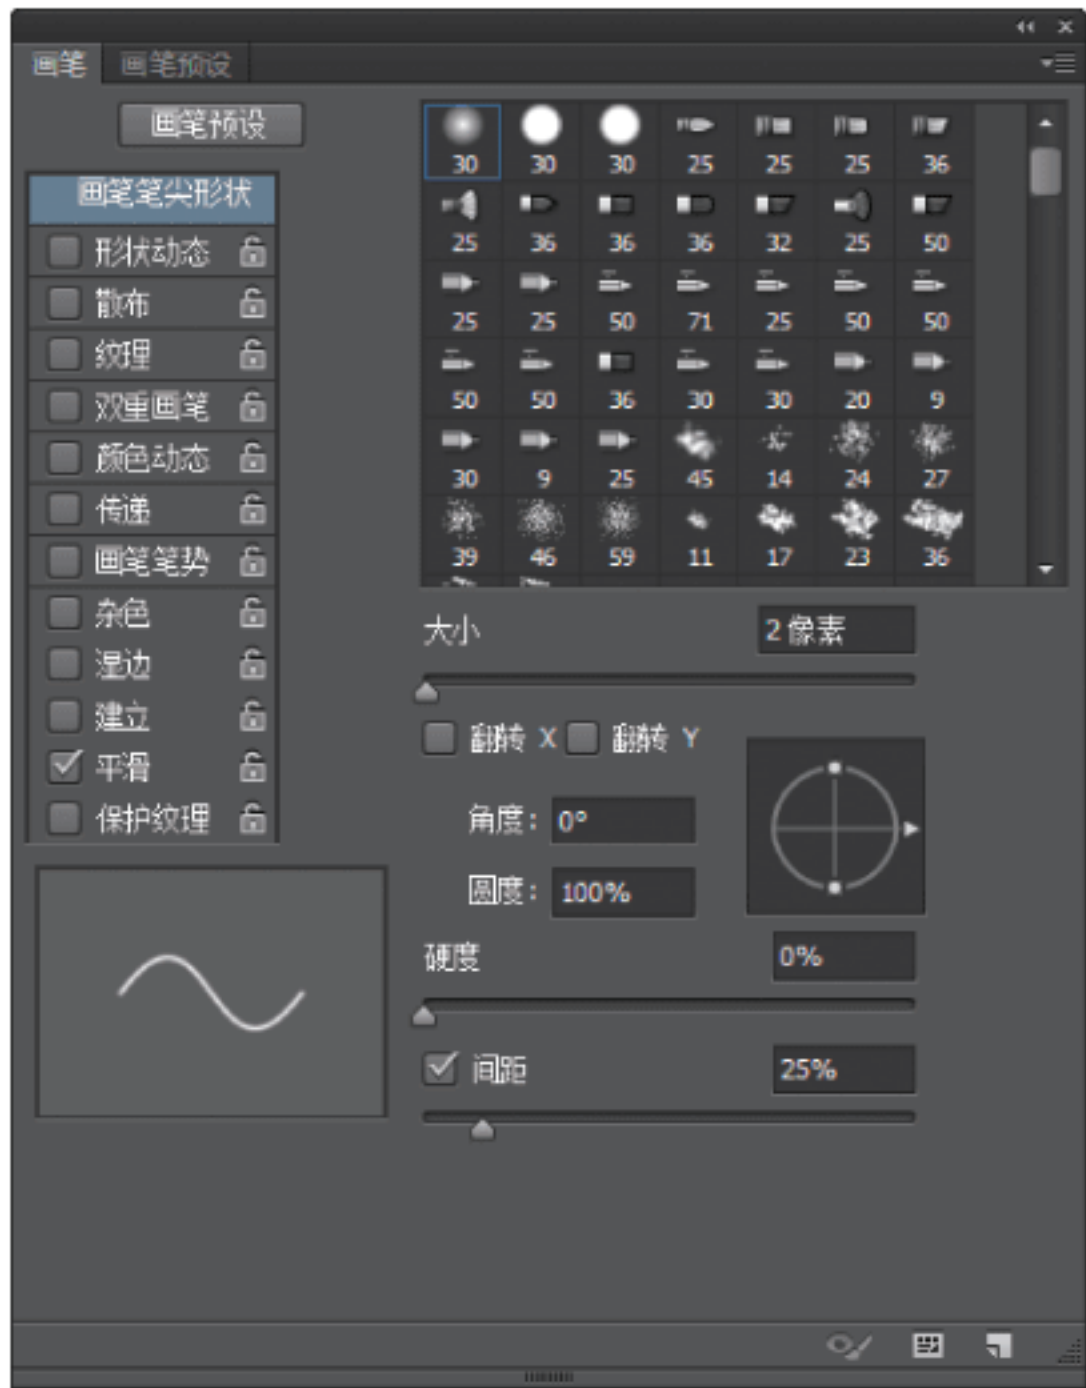 画笔 画笔预设
画笔预设
画笔笔尖形状
形状动态
散布
纹理
双重画笔
颜色动态
传递
画笔笔势
杂色
湿边
建立
平滑
保护纹理
30 30 30 25 25 25 36
25 36 36 36 32 25 50
25 25 50 71 25 50 50
50 50 36 30 30 20 9
30 9 25 45 14 24 27
39 46 59 11 17 23 36
大小 2 像素
翻转 X 翻转 Y
角度: 0°
圆度: 100%
硬度 0%
间距 25%